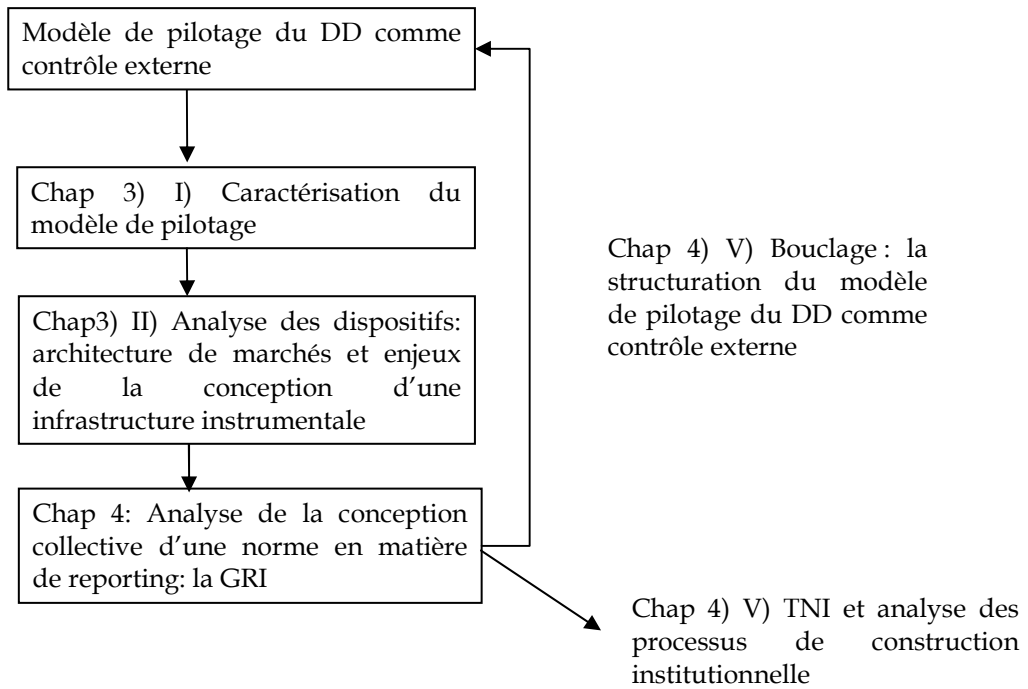 Modèle de pilotage du DD comme
contrôle externe
Chap 3) I) Caractérisation du
modèle de pilotage
Chap3) II) Analyse des dispositifs:
architecture de marchés et enjeux
de la conception d’une
infrastructure instrumentale
Chap 4) V) Bouclage : la
structuration du modèle
de pilotage du DD comme
contrôle externe
Chap 4: Analyse de la conception
collective d’une norme en matière
de reporting: la GRI
Chap 4) V) TNI et analyse des
processus de construction
institutionnelle